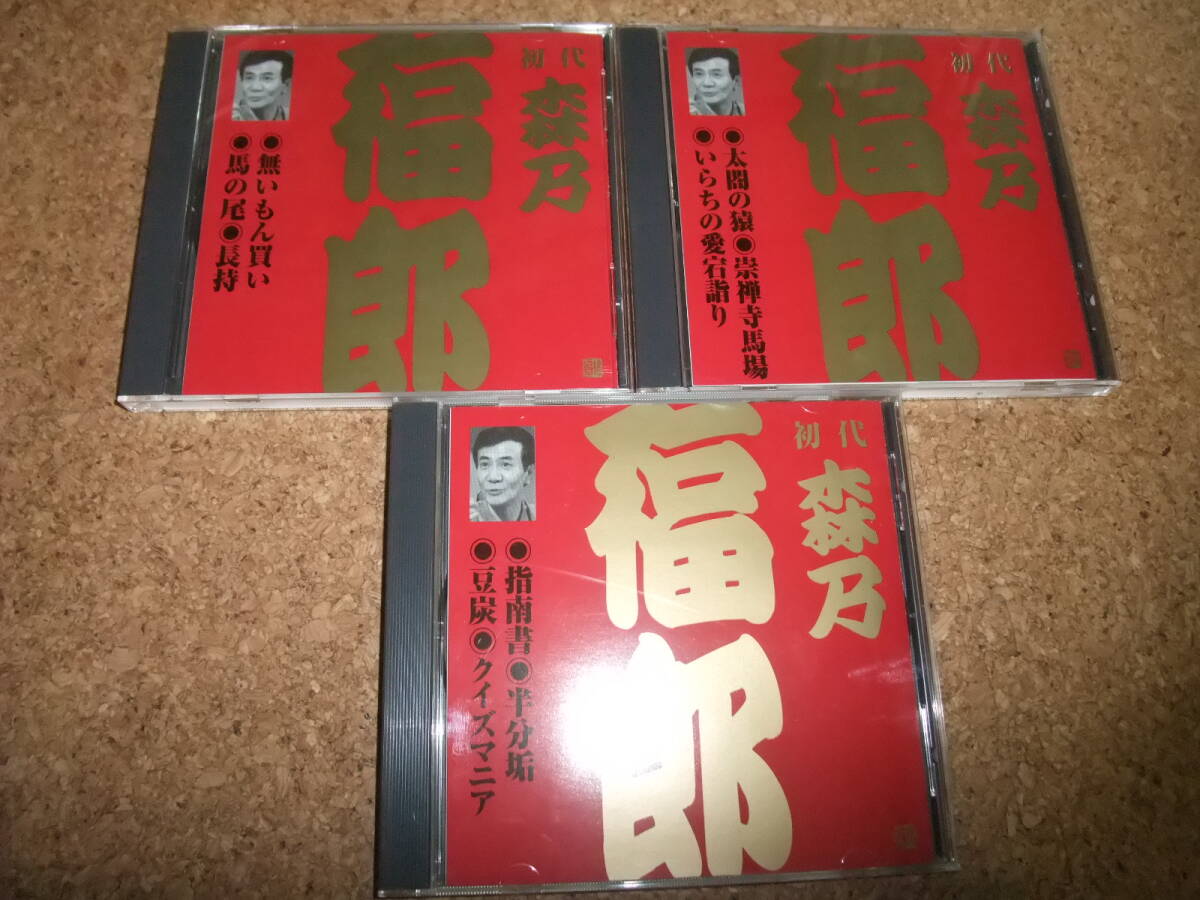 初代
森乃
福郎
●無いもん買い
●馬の尾●長持
初代
森乃
福郎
●太閤の猿●崇禅寺馬場
●いらちの愛宕詣り
初代
森乃
福郎
●指南書●半分垢
●豆炭●クイズマニア